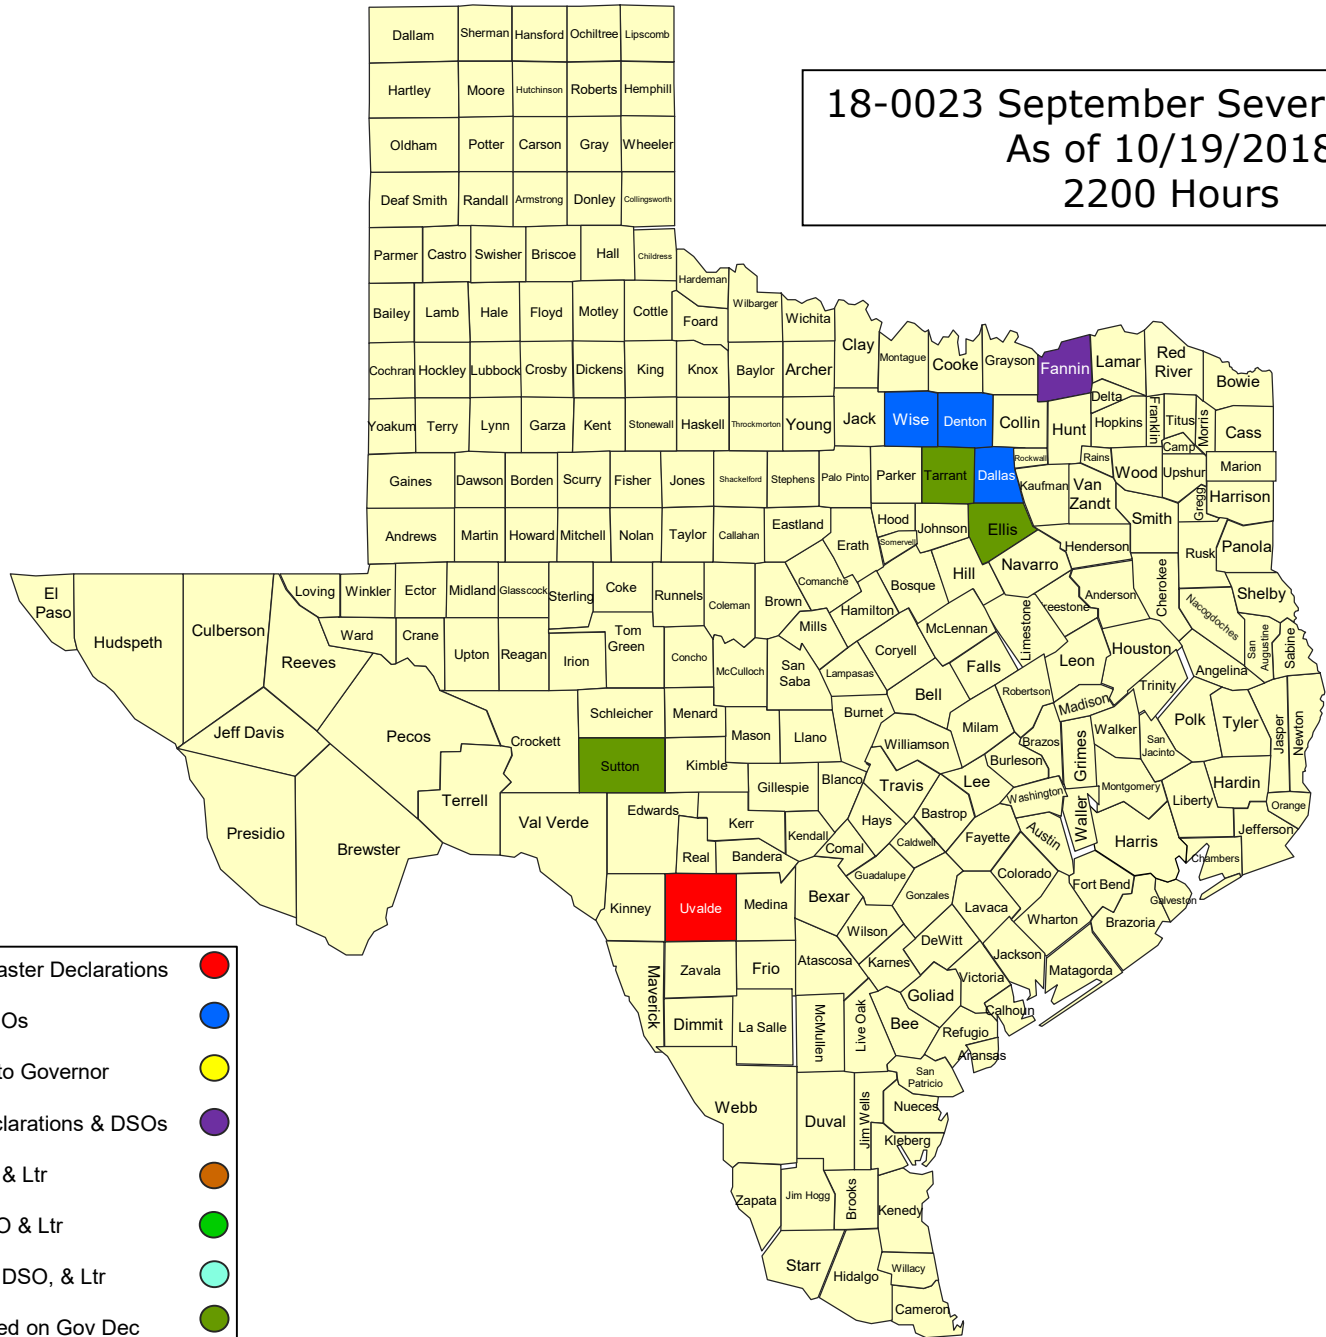 18-0023 September Sever
As of 10/19/2018
2200 Hours
Dallam Sherman Hansford Ochiltree Lipscomb
Hartley Moore Hutchinson Roberts Hemphill
Oldham Potter Carson Gray Wheeler
Deaf Smith Randall Armstrong Donley Collingsworth
Parmer Castro Swisher Briscoe Hall Childress
Hardeman
Bailey Lamb Hale Floyd Motley Cottle Foard Wilbarger Wichita
Clay Montague Cooke Grayson Fannin Lamar Red River Bowie
Cochran Hockley Lubbock Crosby Dickens King Knox Baylor Archer
Delta
Yoakum Terry Lynn Garza Kent Stonewall Haskell Throckmorton Young Jack Wise Denton Collin Hunt Hopkins Franklin Titus Morris Cass
Camp
Rockwall Rains
Gaines Dawson Borden Scurry Fisher Jones Shackelford Stephens Palo Pinto Parker Tarrant Dallas Kaufman Van Zandt Wood Upshur Gregg Marion
Harrison
Andrews Martin Howard Mitchell Nolan Taylor Callahan Eastland Erath Hood Somervell Johnson Ellis Henderson Smith Rusk Panola
El Paso Hudspeth Culberson Loving Winkler Ector Midland Glasscock Sterling Coke Runnels Coleman Brown Comanche Hamilton Bosque Hill Navarro Freestone Anderson Cherokee Nacogdoches Shelby
Reeves Ward Crane Upton Reagan Irion Tom Green Concho McCulloch San Saba Mills Lampasas Coryell McLennan Limestone Falls Leon Houston Angelina San Augustine Sabine
Jeff Davis Pecos Crockett Schleicher Menard Mason Llano Burnet Bell Milam Robertson Madison Trinity Polk Tyler Jasper Newton
Sutton Kimble Gillespie Blanco Williamson Travis Lee Burleson Brazos Grimes Walker San Jacinto
Presidio Brewster Terrell Val Verde Edwards Kerr Kendall Hays Bastrop Washington Waller Montgomery Liberty Hardin Orange
Real Bandera Comal Caldwell Fayette Austin Harris Jefferson Chambers
Kinney Uvalde Medina Bexar Guadalupe Gonzales Lavaca Colorado Fort Bend Galveston
Wilson DeWitt Wharton Brazoria
Maverick Zavala Frio Atascosa Karnes Victoria Jackson Matagorda
Dimmit La Salle McMullen Live Oak Bee Goliad Refugio Calhoun
Aransas
San Patricio
Webb Duval Jim Wells Nueces
Kleberg
Zapata Jim Hogg Brooks Kenedy
Starr Hidalgo Willacy
Cameron
aster Declarations
Os
to Governor
clarations & DSOs
& Ltr
O & Ltr
DSO, & Ltr
ed on Gov Dec